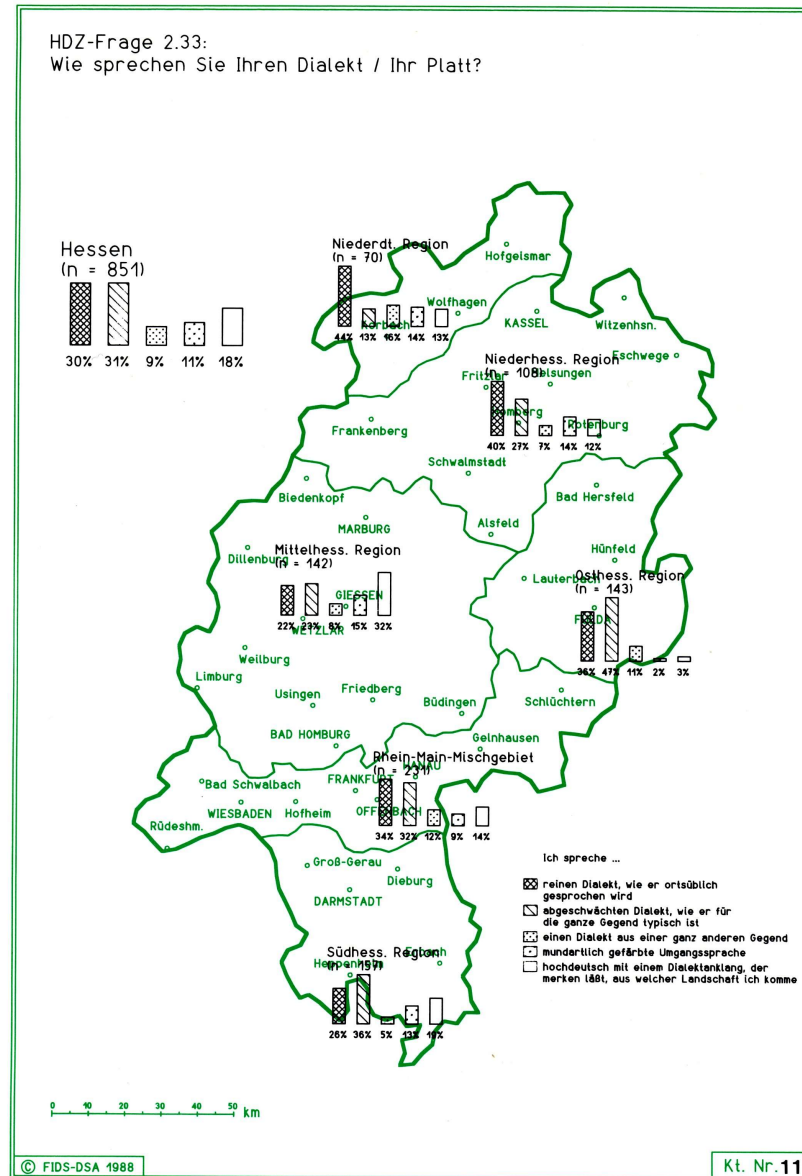 HDZ-Frage 2.33:
Wie sprechen Sie Ihren Dialekt / Ihr Platt?
Hessen
(n = 851)
30% 31% 9% 11% 18%
Niederdt. Region
(n = 70)
44% 13% 16% 14% 13%
Hofgeismar
Wolfhagen
Korbach
KASSEL
Witzenhsn.
Eschwege
Niederhess. Region
(n = 108)
40% 27% 7% 14% 12%
Fritzlar
Melsungen
Homberg
Rotenburg
Frankenberg
Schwalmstadt
Bad Hersfeld
Biedenkopf
MARBURG
Alsfeld
Hünfeld
Dillenburg
Mittelhess. Region
(n = 142)
22% 23% 8% 15% 32%
GIESSEN
WETZLAR
Lauterbach
Osthess. Region
(n = 143)
36% 47% 11% 2% 3%
FULDA
Weilburg
Limburg
Usingen
Friedberg
Büdingen
Schlüchtern
BAD HOMBURG
Gelnhausen
Rhein-Main-Mischgebiet
(n = 231)
34% 32% 12% 9% 14%
HANAU
FRANKFURT
OFFENBACH
Bad Schwalbach
WIESBADEN
Hofheim
Rüdeshm.
Groß-Gerau
Dieburg
DARMSTADT
Südhess. Region
(n = 157)
26% 36% 5% 13% 19%
Heppenheim
Erbach
Ich spreche ...
reinen Dialekt, wie er ortsüblich
gesprochen wird
abgeschwächten Dialekt, wie er für
die ganze Gegend typisch ist
einen Dialekt aus einer ganz anderen Gegend
mundartlich gefärbte Umgangssprache
hochdeutsch mit einem Dialektanklang, der
merken läßt, aus welcher Landschaft ich komme
0 10 20 30 40 50 km
© FIDS-DSA 1988
Kt. Nr. 11